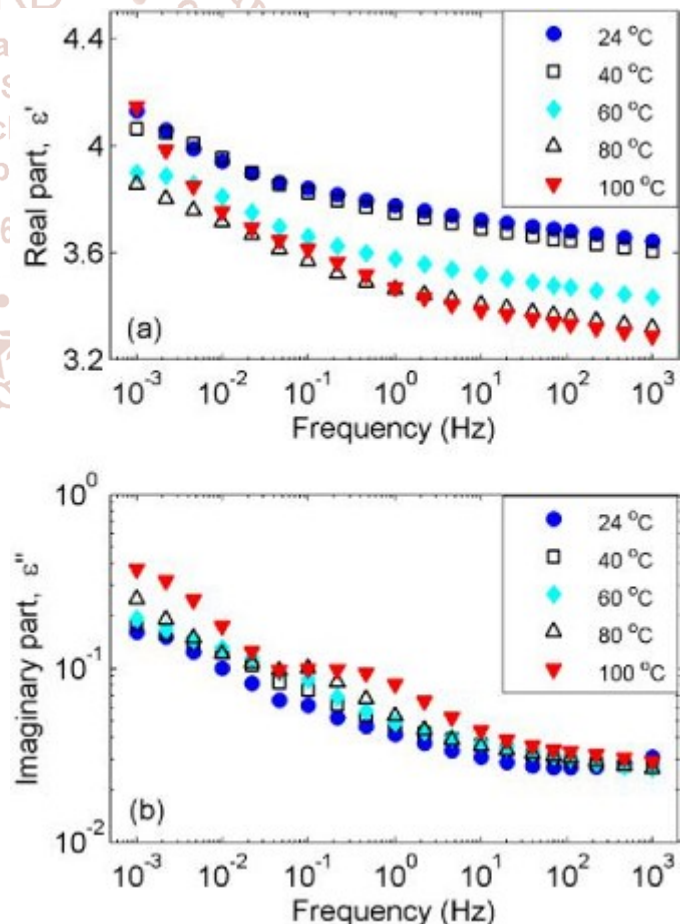 4.4
4
3.6
3.2
Real part, ε'
24 °C
40 °C
60 °C
80 °C
100 °C
(a)
10⁻³ 10⁻² 10⁻¹ 10⁰ 10¹ 10² 10³
Frequency (Hz)
10⁰
10⁻¹
10⁻²
Imaginary part, ε''
24 °C
40 °C
60 °C
80 °C
100 °C
(b)
10⁻³ 10⁻² 10⁻¹ 10⁰ 10¹ 10² 10³
Frequency (Hz)